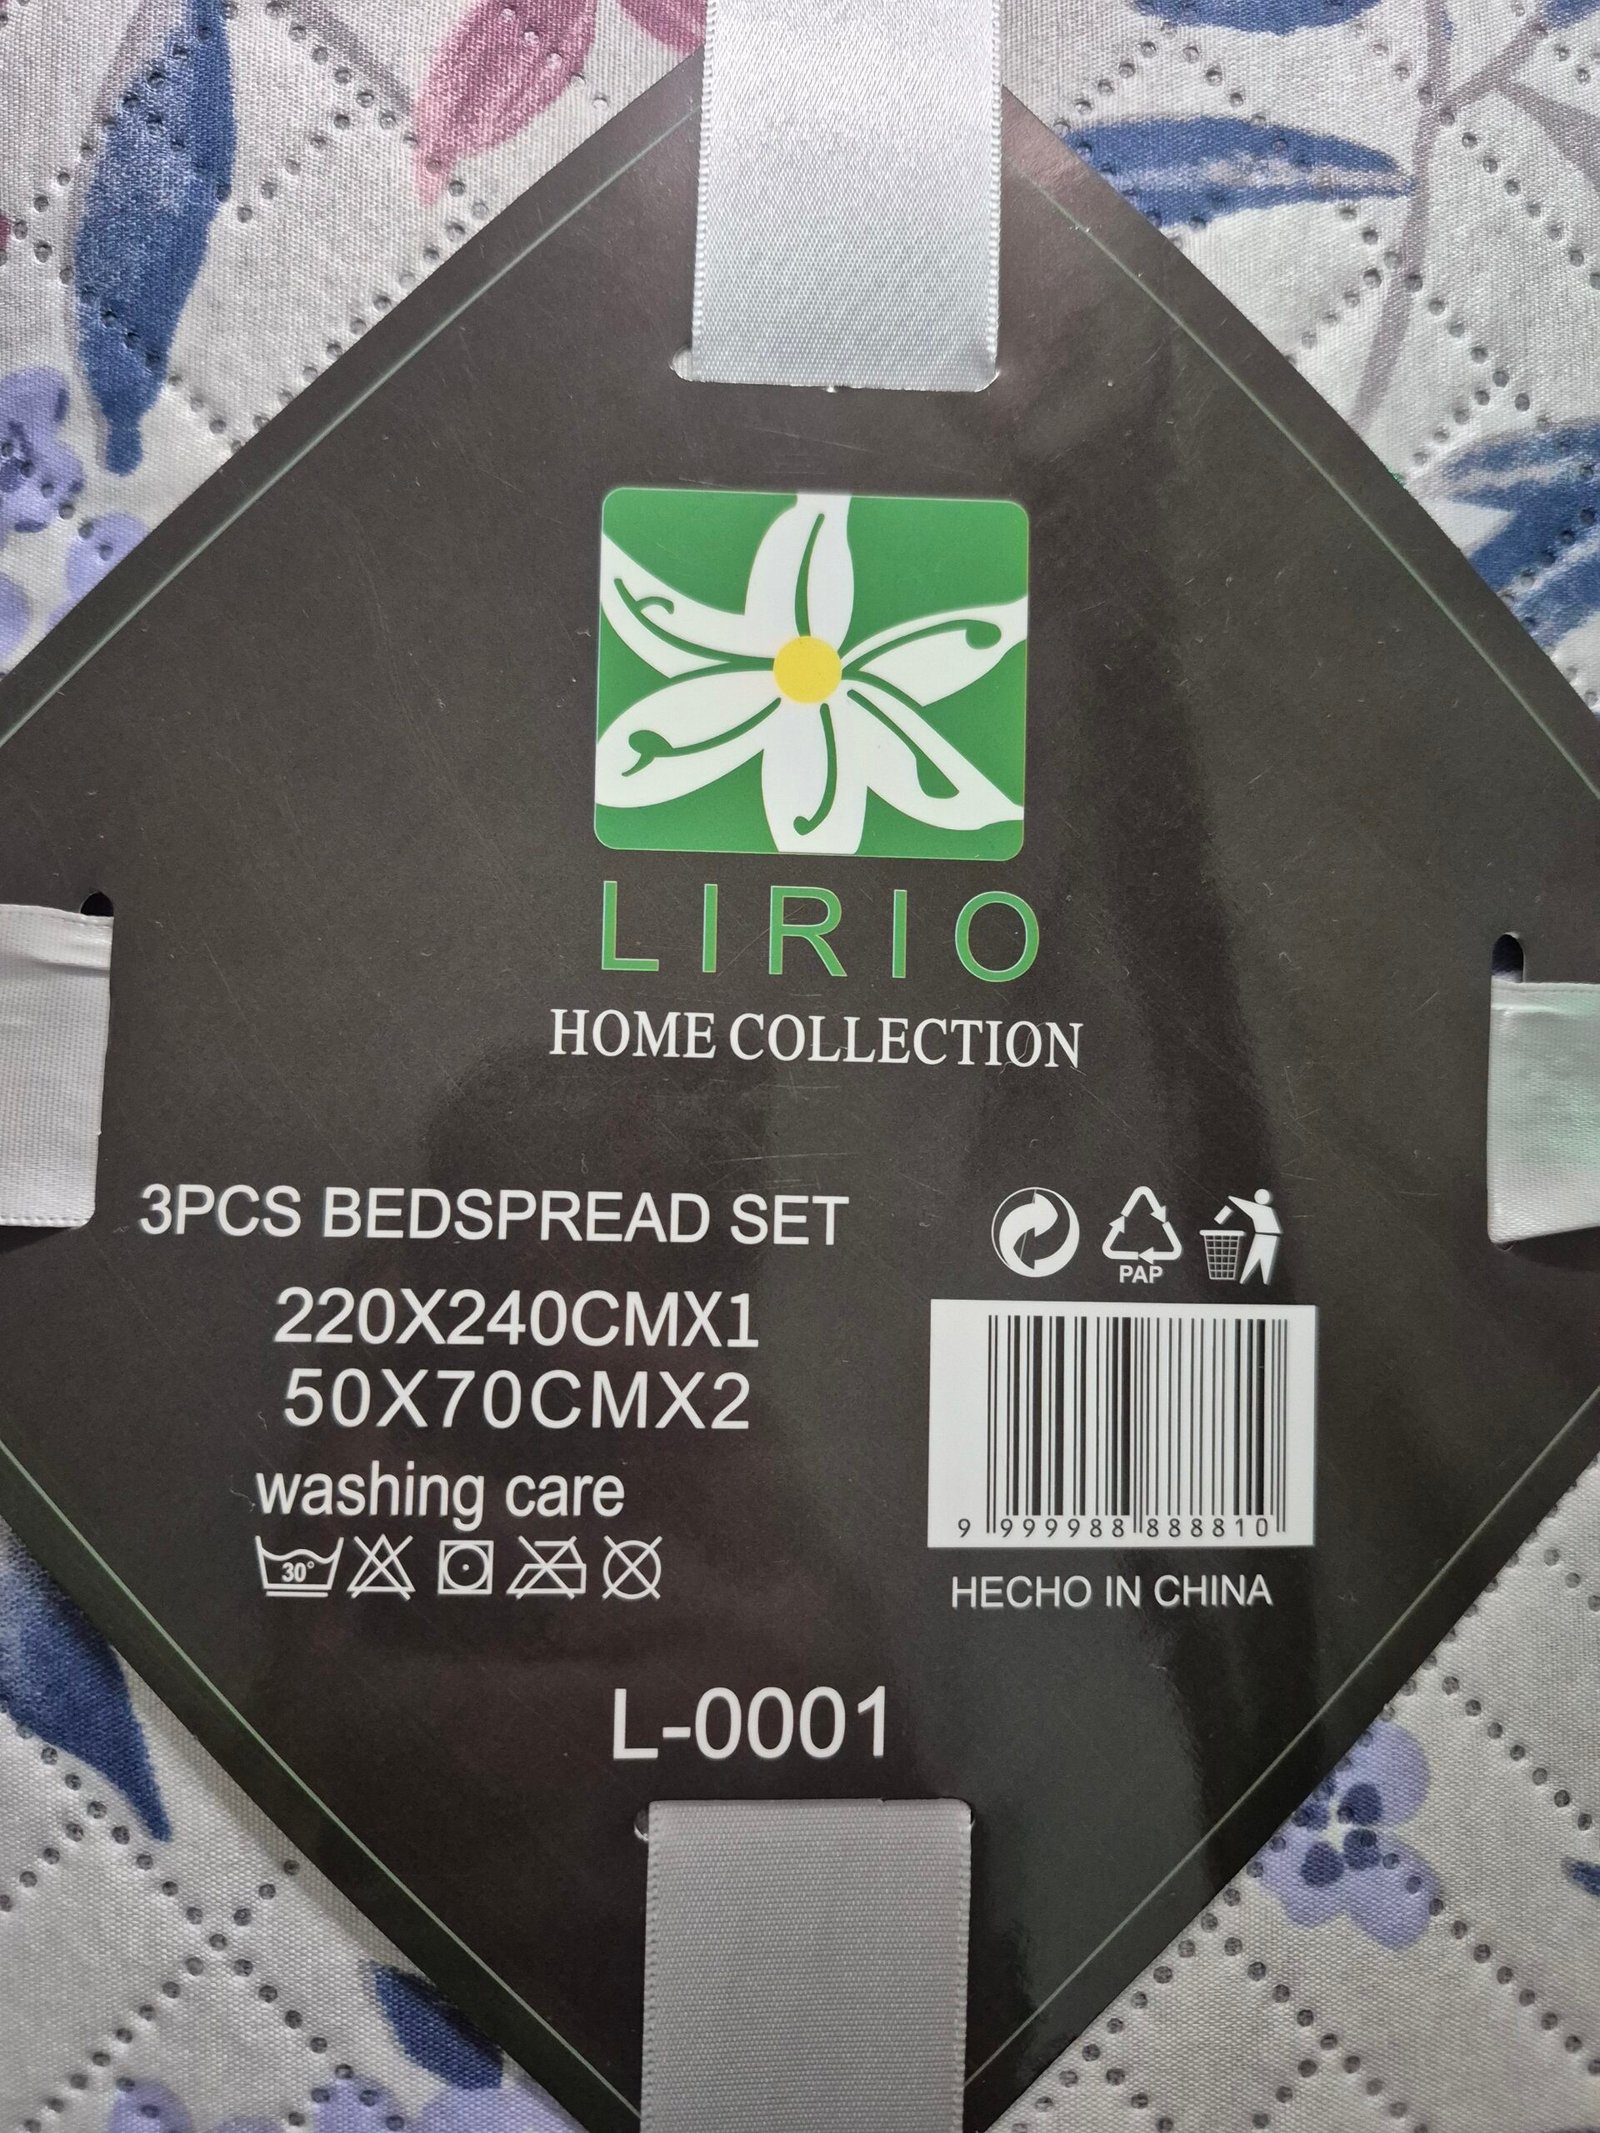 LIRIO
HOME COLLECTION
3PCS BEDSPREAD SET
220X240CMX1
50X70CMX2
washing care
30°
PAP
9 999988 888810
HECHO IN CHINA
L-0001